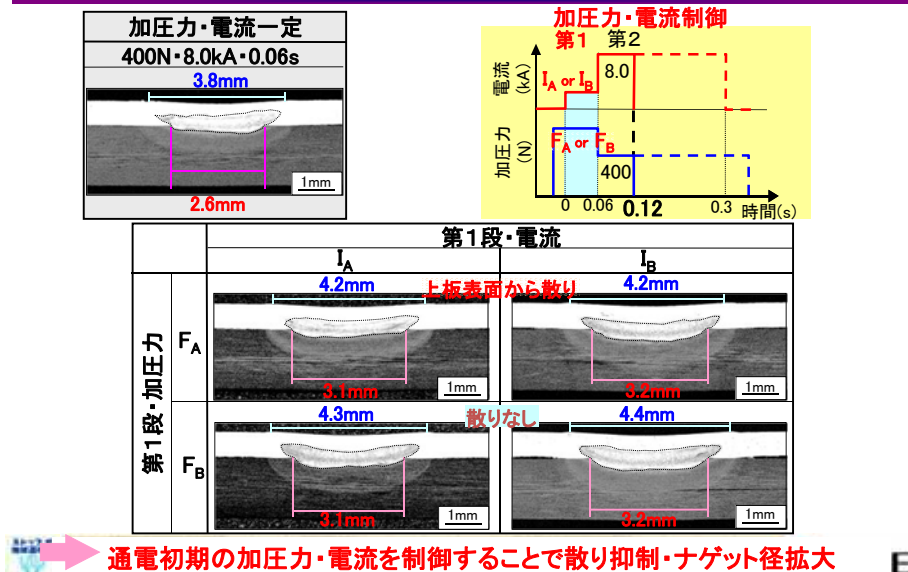 加圧力・電流一定
400N・8.0kA・0.06s
3.8mm
1mm
2.6mm
加圧力・電流制御
第1 第2
電流
(kA)
IA or IB
8.0
加圧力
(N)
FA or FB
400
0 0.06 0.12 0.3 時間(s)
第1段・電流
IA IB
第1段・加圧力
FA
4.2mm
上板表面から散り
4.2mm
3.1mm
1mm
3.2mm
1mm
FB
4.3mm
散りなし
4.4mm
3.1mm
1mm
3.2mm
1mm
通電初期の加圧力・電流を制御することで散り抑制・ナゲット径拡大